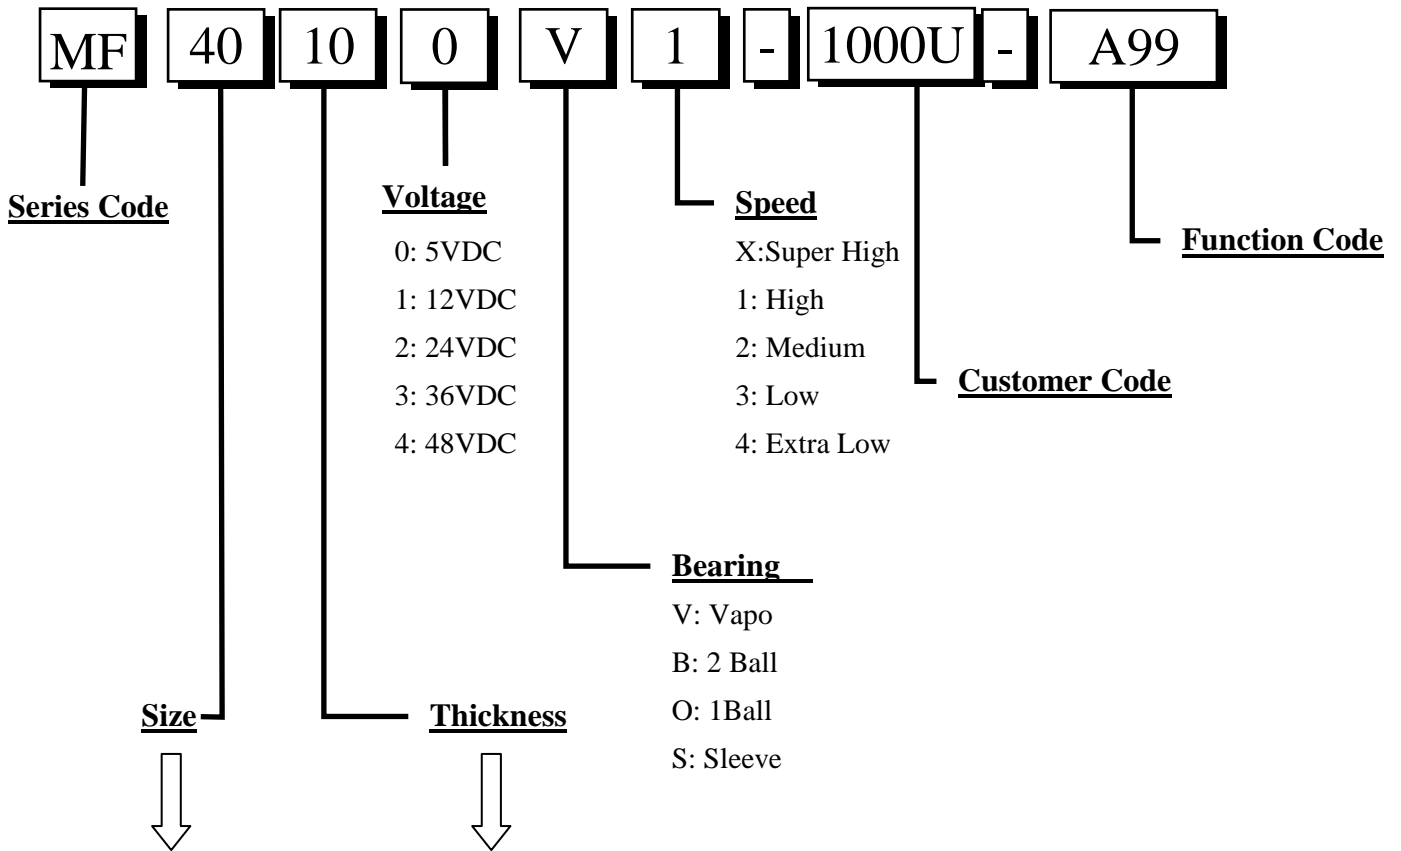 MF 40 10 0 V 1 - 1000U - A99
Series Code
Voltage
0: 5VDC
1: 12VDC
2: 24VDC
3: 36VDC
4: 48VDC
Speed
X:Super High
1: High
2: Medium
3: Low
4: Extra Low
Function Code
Customer Code
Bearing
V: Vapo
B: 2 Ball
O: 1Ball
S: Sleeve
Size
Thickness